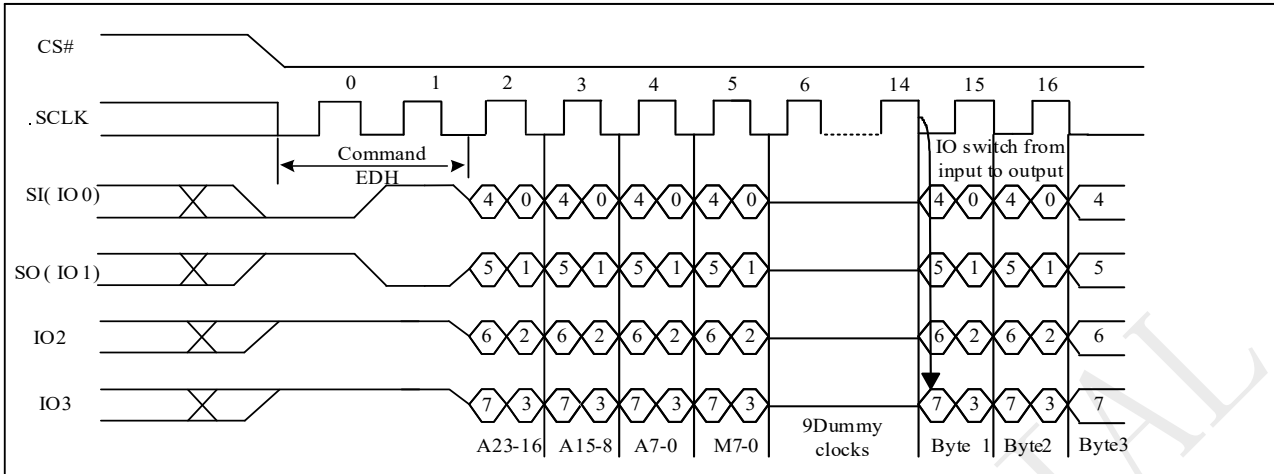 CS#
0 1 2 3 4 5 6 14 15 16
.SCLK
Command
EDH
IO switch from
input to output
SI( IO 0)
4 0 4 0 4 0 4 0 4 0 4 0 4
SO ( IO 1)
5 1 5 1 5 1 5 1 5 1 5 1 5
IO2
6 2 6 2 6 2 6 2 6 2 6 2 6
IO3
7 3 7 3 7 3 7 3 7 3 7 3 7
A23-16 A15-8 A7-0 M7-0
9Dummy
clocks
Byte 1 Byte2 Byte3
IAL